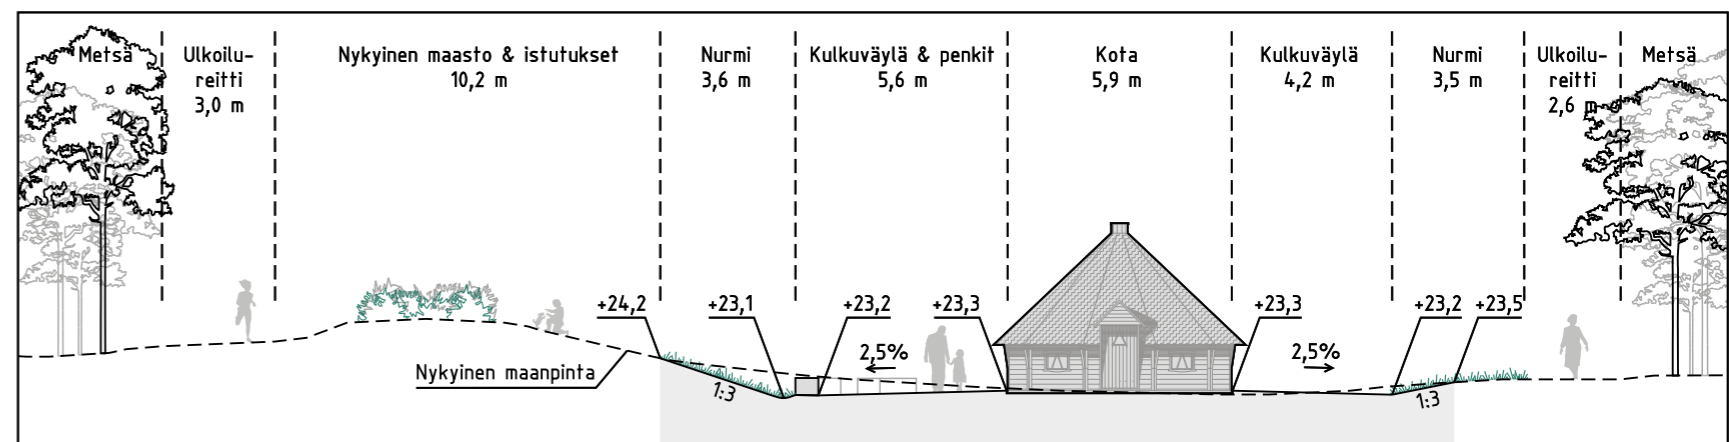 Metsä
Ulkoilu-
reitti
3,0 m
Nykyinen maasto & istutukset
10,2 m
Nurmi
3,6 m
Kulkuväylä & penkit
5,6 m
Kota
5,9 m
Kulkuväylä
4,2 m
Nurmi
3,5 m
Ulkoilu-
reitti
2,6 m
Metsä
+24,2
+23,1
+23,2
+23,3
+23,3
+23,2
+23,5
2,5%
2,5%
Nykyinen maanpinta
1:3
1:3